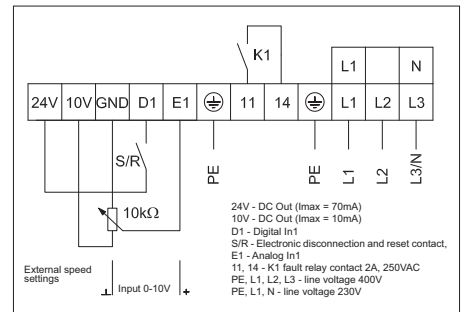 K1
L1 N
24V 10V GND D1 E1 11 14 L1 L2 L3
S/R
PE PE L1 L2 L3/N
10kΩ
24V - DC Out (Imax = 70mA)
10V - DC Out (Imax = 10mA)
D1 - Digital In1
S/R - Electronic disconnection and reset contact,
E1 - Analog In1
11, 14 - K1 fault relay contact 2A, 250VAC
PE, L1, L2, L3 - line voltage 400V
PE, L1, N - line voltage 230V
External speed
settings
⊥ Input 0-10V +